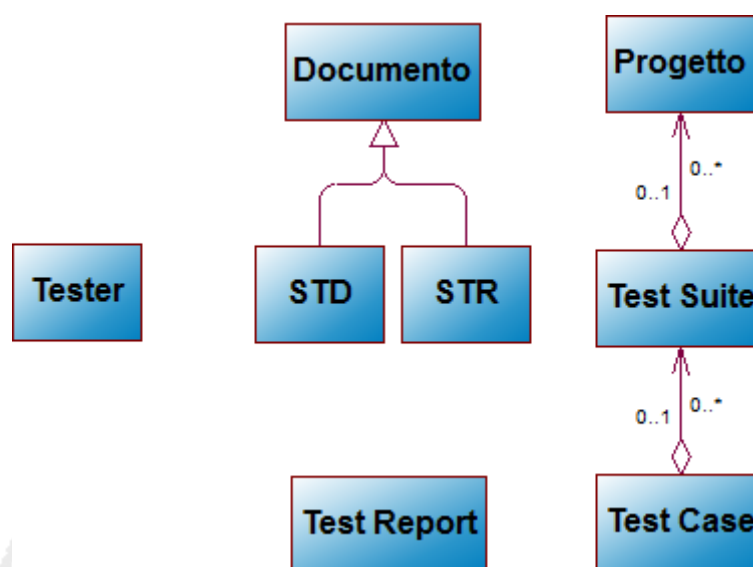 Documento
Progetto
0..*
0..1
Tester
STD
STR
Test Suite
0..*
0..1
Test Report
Test Case